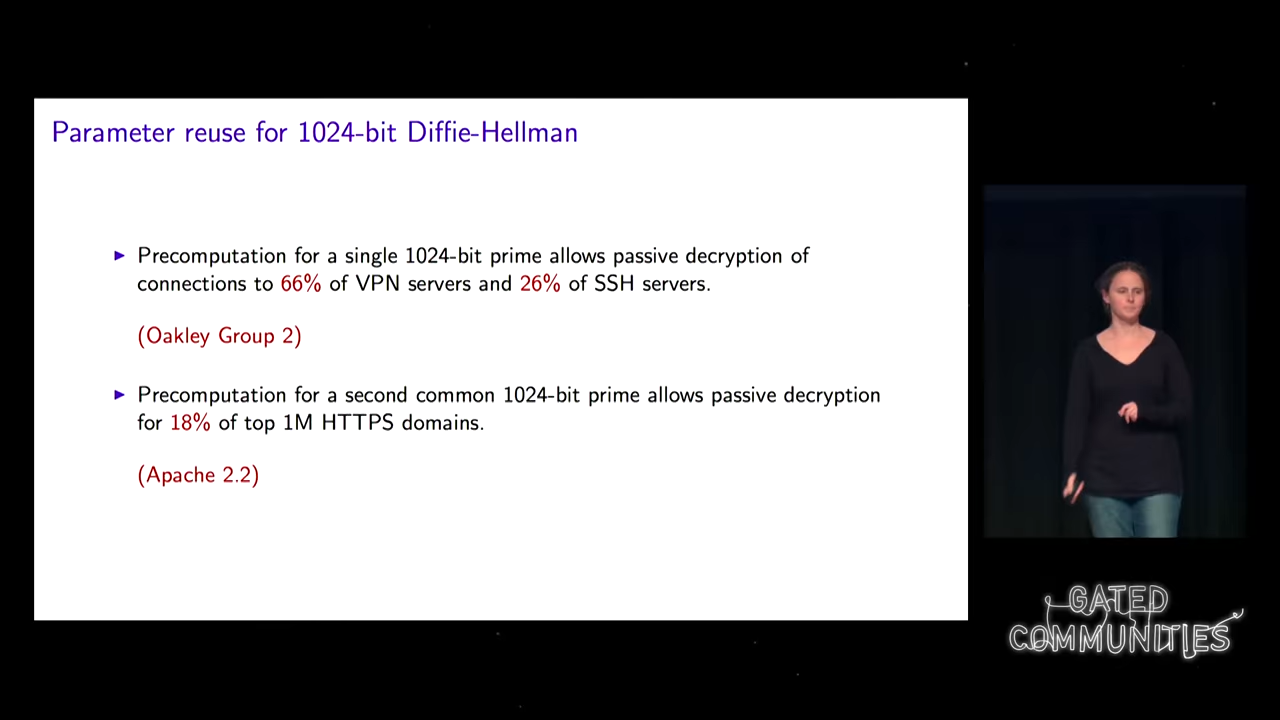 Parameter reuse for 1024-bit Diffie-Hellman
▶ Precomputation for a single 1024-bit prime allows passive decryption of
connections to 66% of VPN servers and 26% of SSH servers.
(Oakley Group 2)
▶ Precomputation for a second common 1024-bit prime allows passive decryption
for 18% of top 1M HTTPS domains.
(Apache 2.2)
GATED
COMMUNITIES